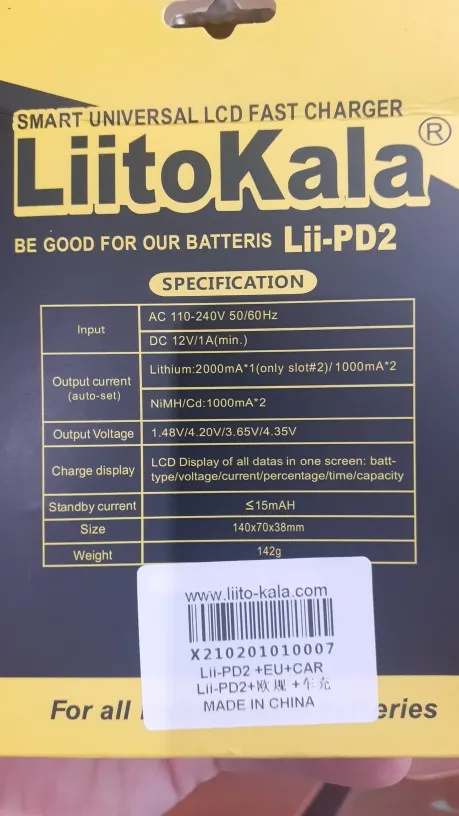 SMART UNIVERSAL LCD FAST CHARGER
LiitoKala®
BE GOOD FOR OUR BATTERIS Lii-PD2
SPECIFICATION
Input
AC 110-240V 50/60Hz
DC 12V/1A(min.)
Output current
(auto-set)
Lithium:2000mA*1(only slot#2)/ 1000mA*2
NiMH/Cd:1000mA*2
Output Voltage 1.48V/4.20V/3.65V/4.35V
Charge display
LCD Display of all datas in one screen: batt-
type/voltage/current/percentage/time/capacity
Standby current ≤15mAH
Size 140x70x38mm
Weight 142g
www.liito-kala.com
X210201010007
Lii-PD2 +EU+CAR
Lii-PD2+欧规 +车充
MADE IN CHINA
For all eries